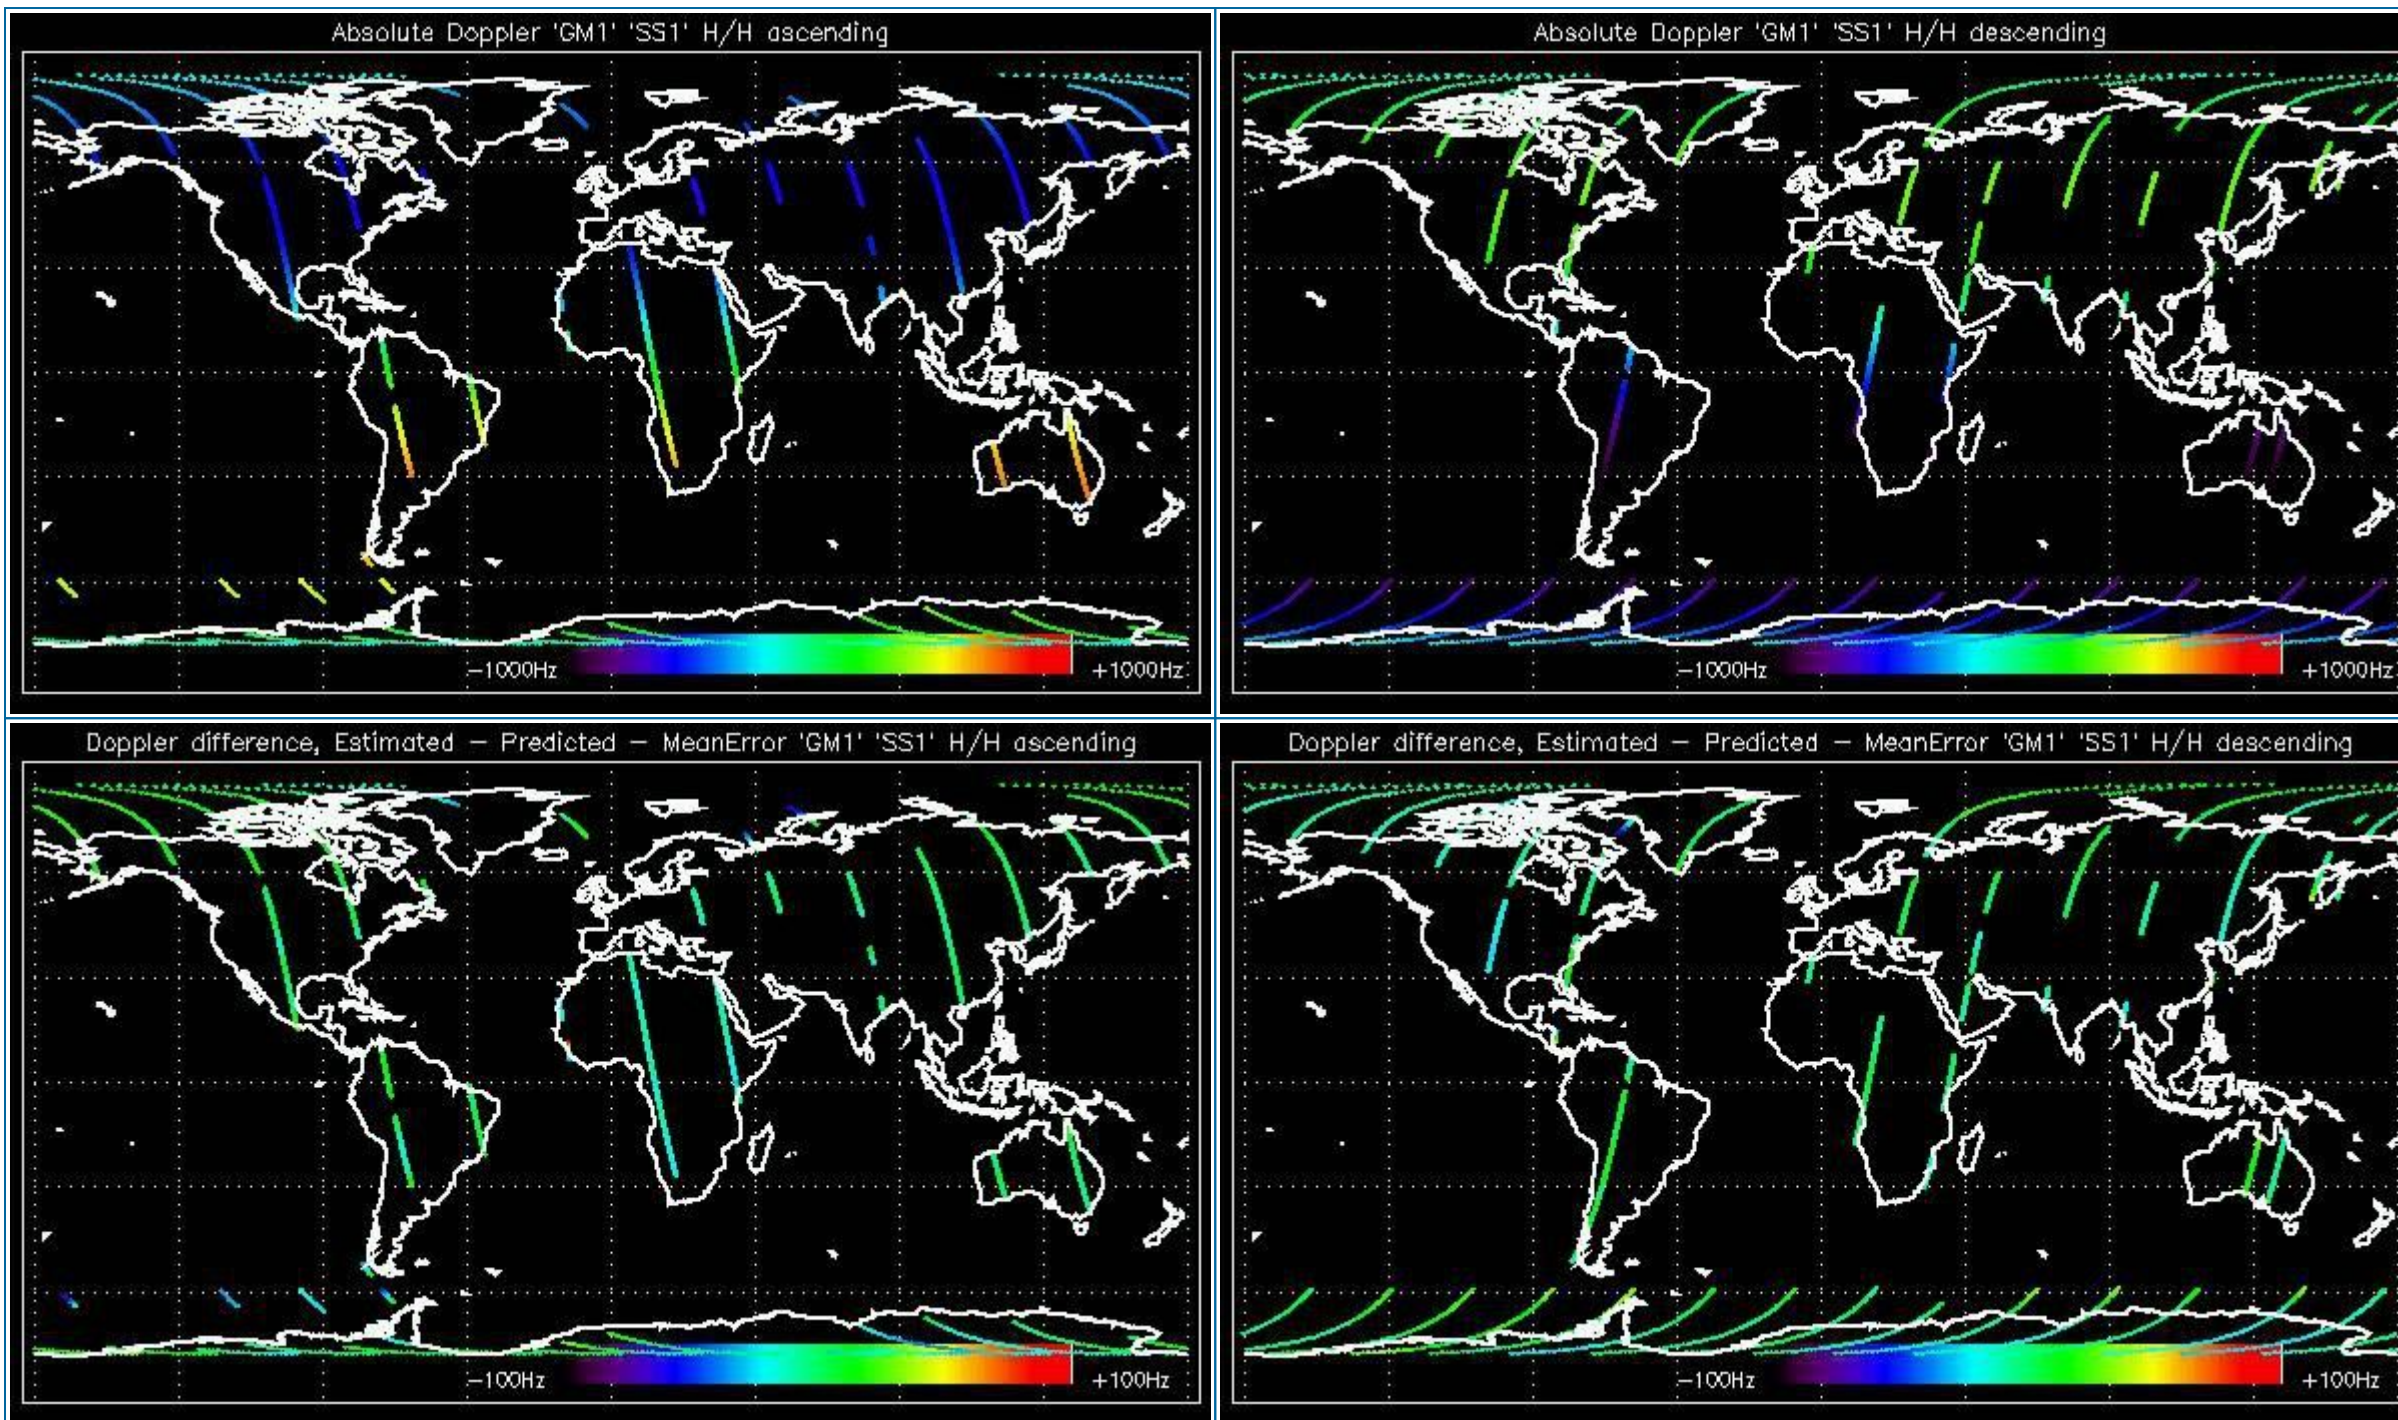 Absolute Doppler 'GM1' 'SS1' H/H ascending
-1000Hz
+1000Hz
Absolute Doppler 'GM1' 'SS1' H/H descending
-1000Hz
+1000Hz
Doppler difference, Estimated - Predicted - MeanError 'GM1' 'SS1' H/H ascending
-100Hz
+100Hz
Doppler difference, Estimated - Predicted - MeanError 'GM1' 'SS1' H/H descending
-100Hz
+100Hz